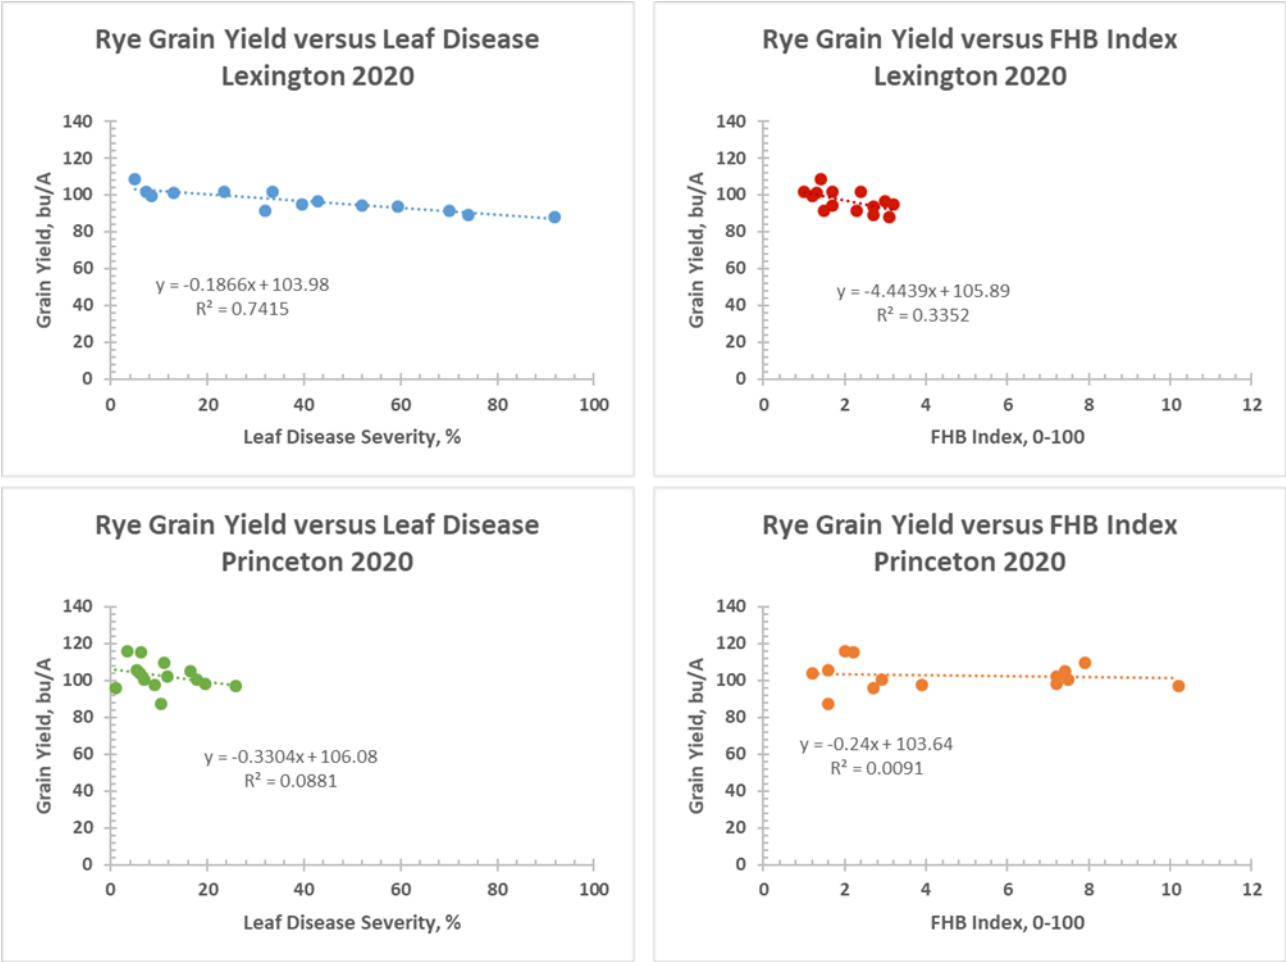 Rye Grain Yield versus Leaf Disease
Lexington 2020
140
120
100
80
60
40
20
0
Grain Yield, bu/A
y = -0.1866x + 103.98
R² = 0.7415
0 20 40 60 80 100
Leaf Disease Severity, %
Rye Grain Yield versus FHB Index
Lexington 2020
140
120
100
80
60
40
20
0
Grain Yield, bu/A
y = -4.4439x + 105.89
R² = 0.3352
0 2 4 6 8 10 12
FHB Index, 0-100
Rye Grain Yield versus Leaf Disease
Princeton 2020
140
120
100
80
60
40
20
0
Grain Yield, bu/A
y = -0.3304x + 106.08
R² = 0.0881
0 20 40 60 80 100
Leaf Disease Severity, %
Rye Grain Yield versus FHB Index
Princeton 2020
140
120
100
80
60
40
20
0
Grain Yield, bu/A
y = -0.24x + 103.64
R² = 0.0091
0 2 4 6 8 10 12
FHB Index, 0-100